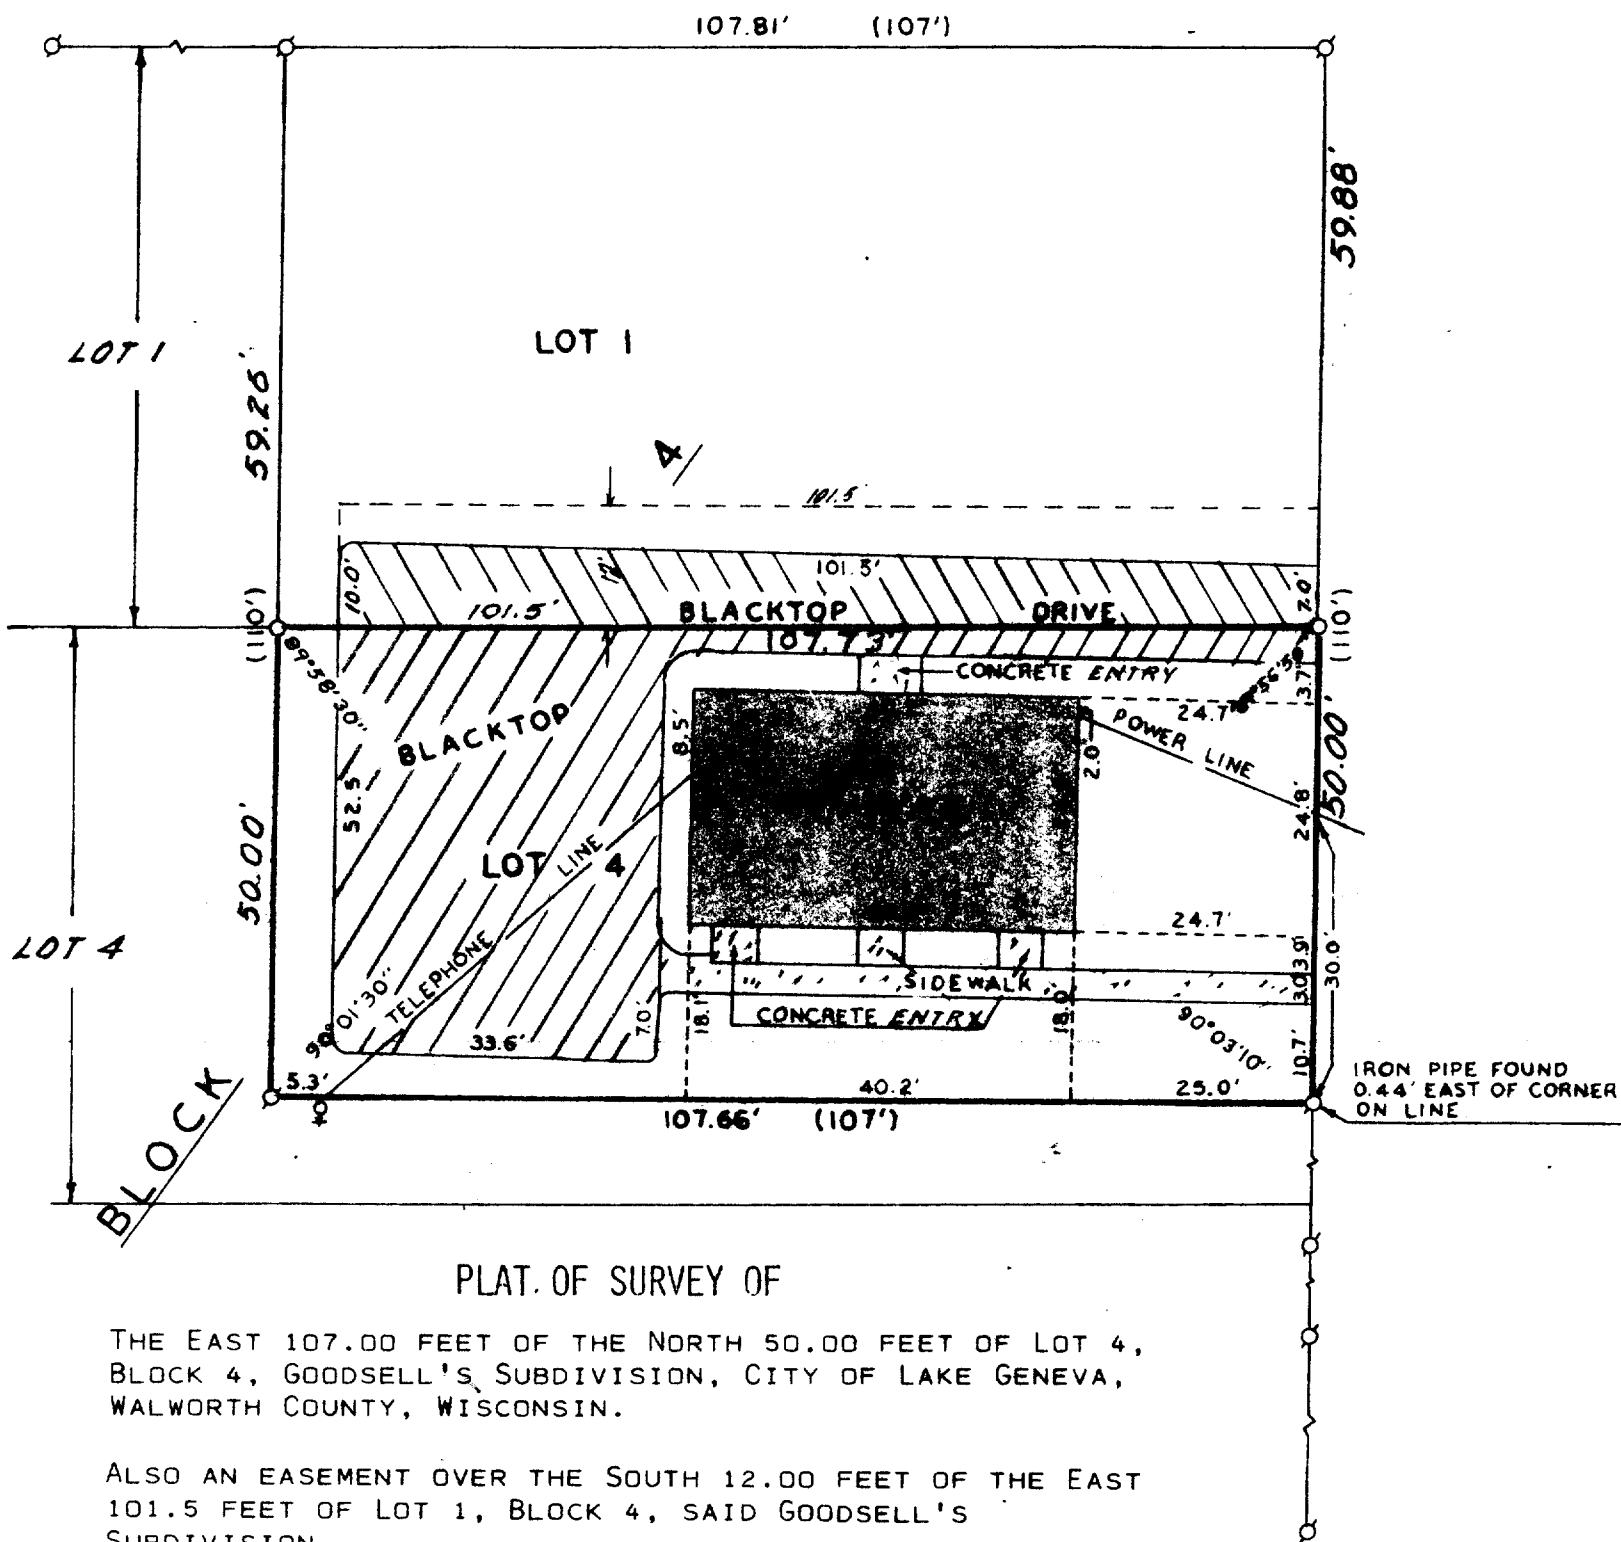 107.81' (107')
59.88'
LOT 1
LOT 1
59.26'
4
101.5
12'
10.0'
101.5'
7.0'
101.5'
BLACKTOP DRIVE
(110')
(110')
107.73'
89°58'30"
CONCRETE ENTRY
3.7'
24.7'
BLACKTOP
8.5'
2.0'
POWER LINE
50.00'
52.5
24.8'
LOT 4
LINE
50.00'
LOT 4
24.7'
TELEPHONE
3.9'
30.0'
SIDEWALK
3.0
90°01'30"
7.0'
18.1'
CONCRETE ENTRY
18.0
90°03'10"
33.6'
10.7'
5.3'
40.2'
25.0'
IRON PIPE FOUND
0.44' EAST OF CORNER
ON LINE
107.66' (107')
BLOCK
PLAT OF SURVEY OF
THE EAST 107.00 FEET OF THE NORTH 50.00 FEET OF LOT 4,
BLOCK 4, GOODSELL'S SUBDIVISION, CITY OF LAKE GENEVA,
WALWORTH COUNTY, WISCONSIN.
ALSO AN EASEMENT OVER THE SOUTH 12.00 FEET OF THE EAST
101.5 FEET OF LOT 1, BLOCK 4, SAID GOODSELL'S
SUBDIVISION